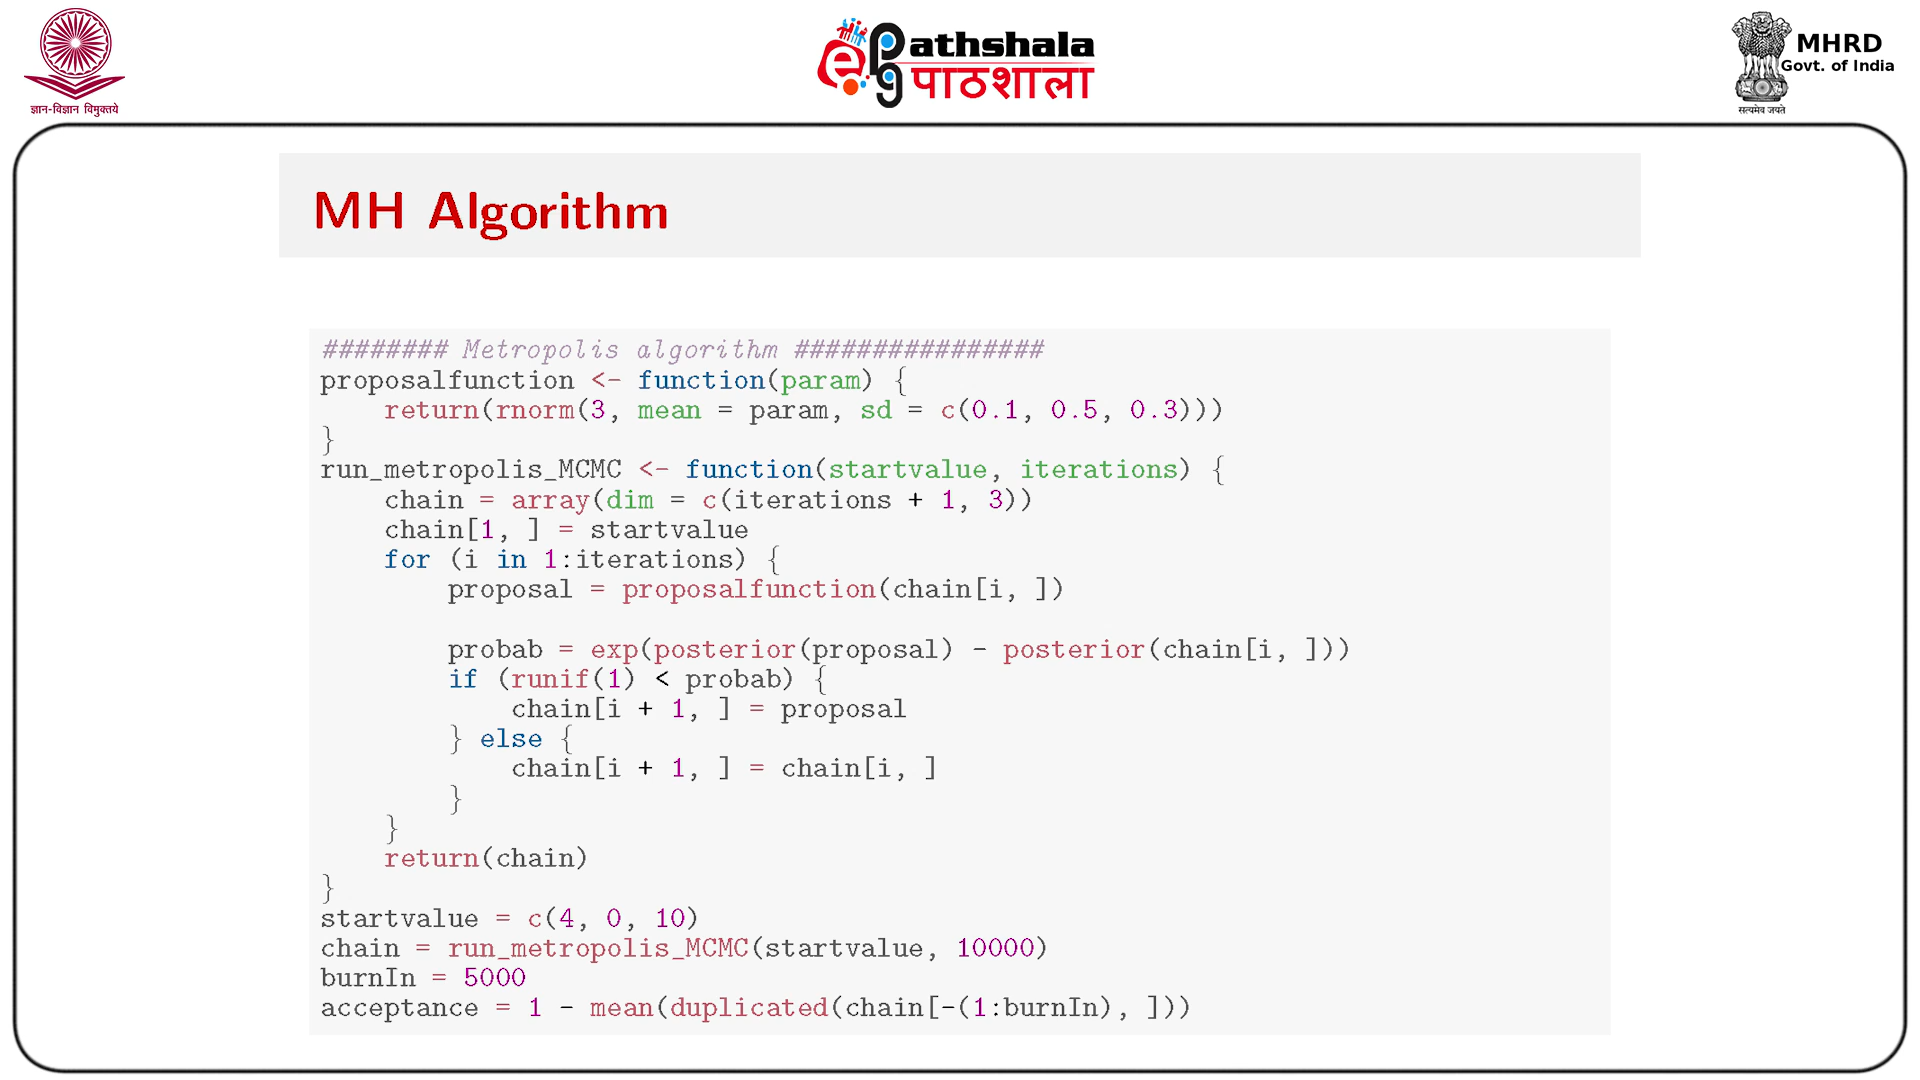 ज्ञान-विज्ञान विमुक्तये
ePG Pathshala
पाठशाला
MHRD
Govt. of India
सत्यमेव जयते
MH Algorithm
######## Metropolis algorithm ################
proposalfunction <- function(param) {
    return(rnorm(3, mean = param, sd = c(0.1, 0.5, 0.3)))
}
run_metropolis_MCMC <- function(startvalue, iterations) {
    chain = array(dim = c(iterations + 1, 3))
    chain[1, ] = startvalue
    for (i in 1:iterations) {
        proposal = proposalfunction(chain[i, ])
        probab = exp(posterior(proposal) - posterior(chain[i, ]))
        if (runif(1) < probab) {
            chain[i + 1, ] = proposal
        } else {
            chain[i + 1, ] = chain[i, ]
        }
    }
    return(chain)
}
startvalue = c(4, 0, 10)
chain = run_metropolis_MCMC(startvalue, 10000)
burnIn = 5000
acceptance = 1 - mean(duplicated(chain[-(1:burnIn), ]))